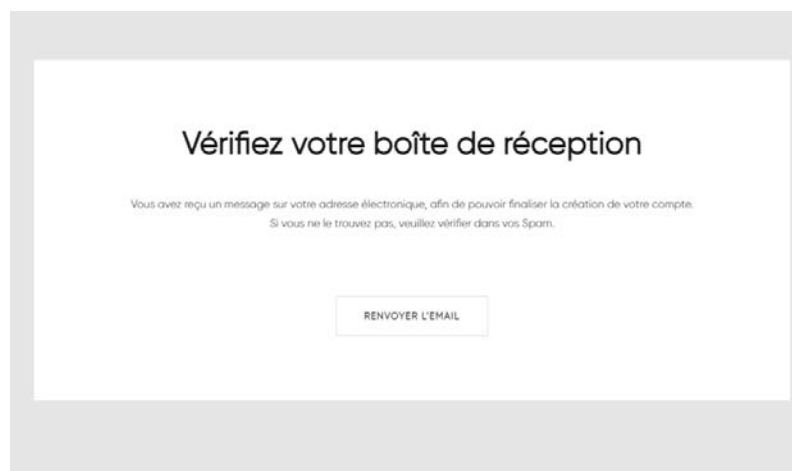 Vérifiez votre boîte de réception
Vous avez reçu un message sur votre adresse électronique, afin de pouvoir finaliser la création de votre compte.
Si vous ne le trouvez pas, veuillez vérifier dans vos Spam.
RENVOYER L'EMAIL